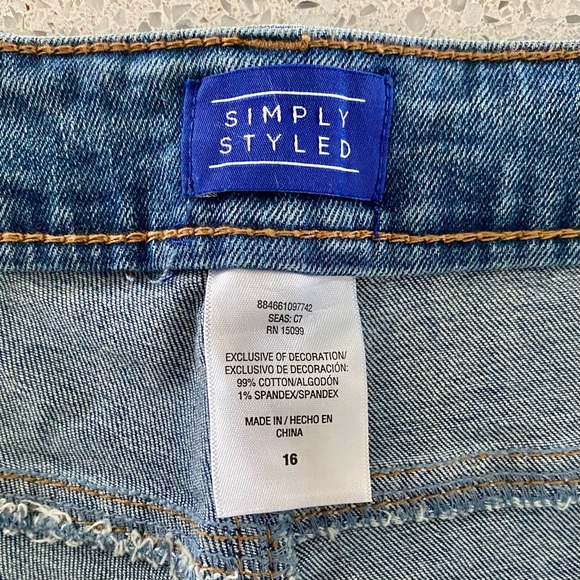 SIMPLY
STYLED
884661097742
SEAS: C7
RN 15099
EXCLUSIVE OF DECORATION/
EXCLUSIVO DE DECORACIÓN:
99% COTTON/ALGODÓN
1% SPANDEX/SPANDEX
MADE IN / HECHO EN
CHINA
16